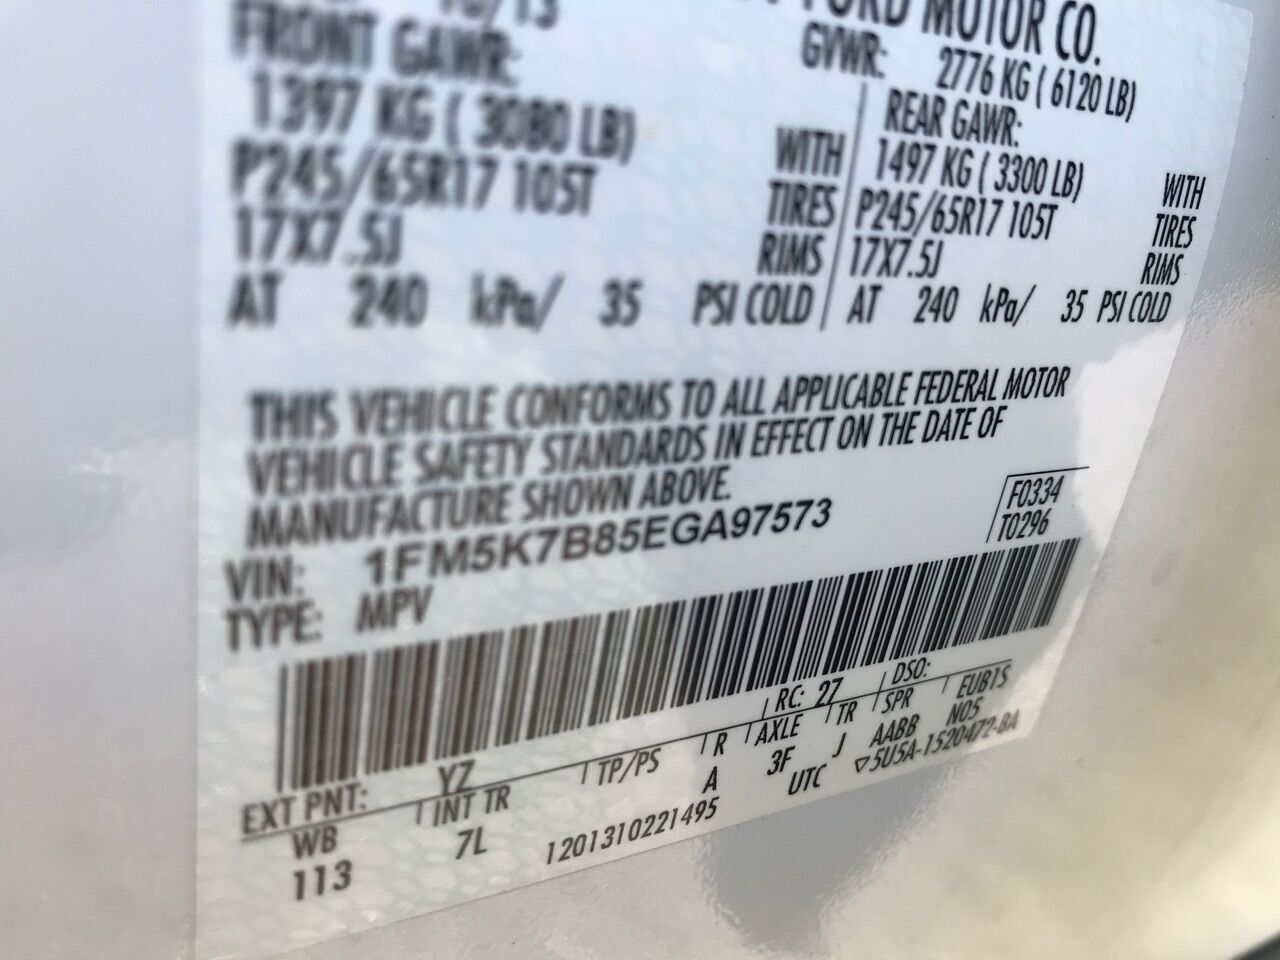 10/13
FORD MOTOR CO.
FRONT GAWR:
GVWR: 2776 KG ( 6120 LB)
1397 KG ( 3080 LB)
REAR GAWR:
WITH 1497 KG ( 3300 LB) WITH
P245/65R17 105T TIRES P245/65R17 105T TIRES
17X7.5J RIMS 17X7.5J RIMS
AT 240 kPa/ 35 PSI COLD AT 240 kPa/ 35 PSI COLD
THIS VEHICLE CONFORMS TO ALL APPLICABLE FEDERAL MOTOR
VEHICLE SAFETY STANDARDS IN EFFECT ON THE DATE OF
MANUFACTURE SHOWN ABOVE.
VIN: 1FM5K7B85EGA97573
F0334
T0296
TYPE: MPV
EXT PNT: YZ RC: 27 DSO:
WB INT TR TP/PS R AXLE TR SPR EUB1S
113 7L A 3F J AABB N05
1201310221495 UTC ▽5U5A-1520472-BA